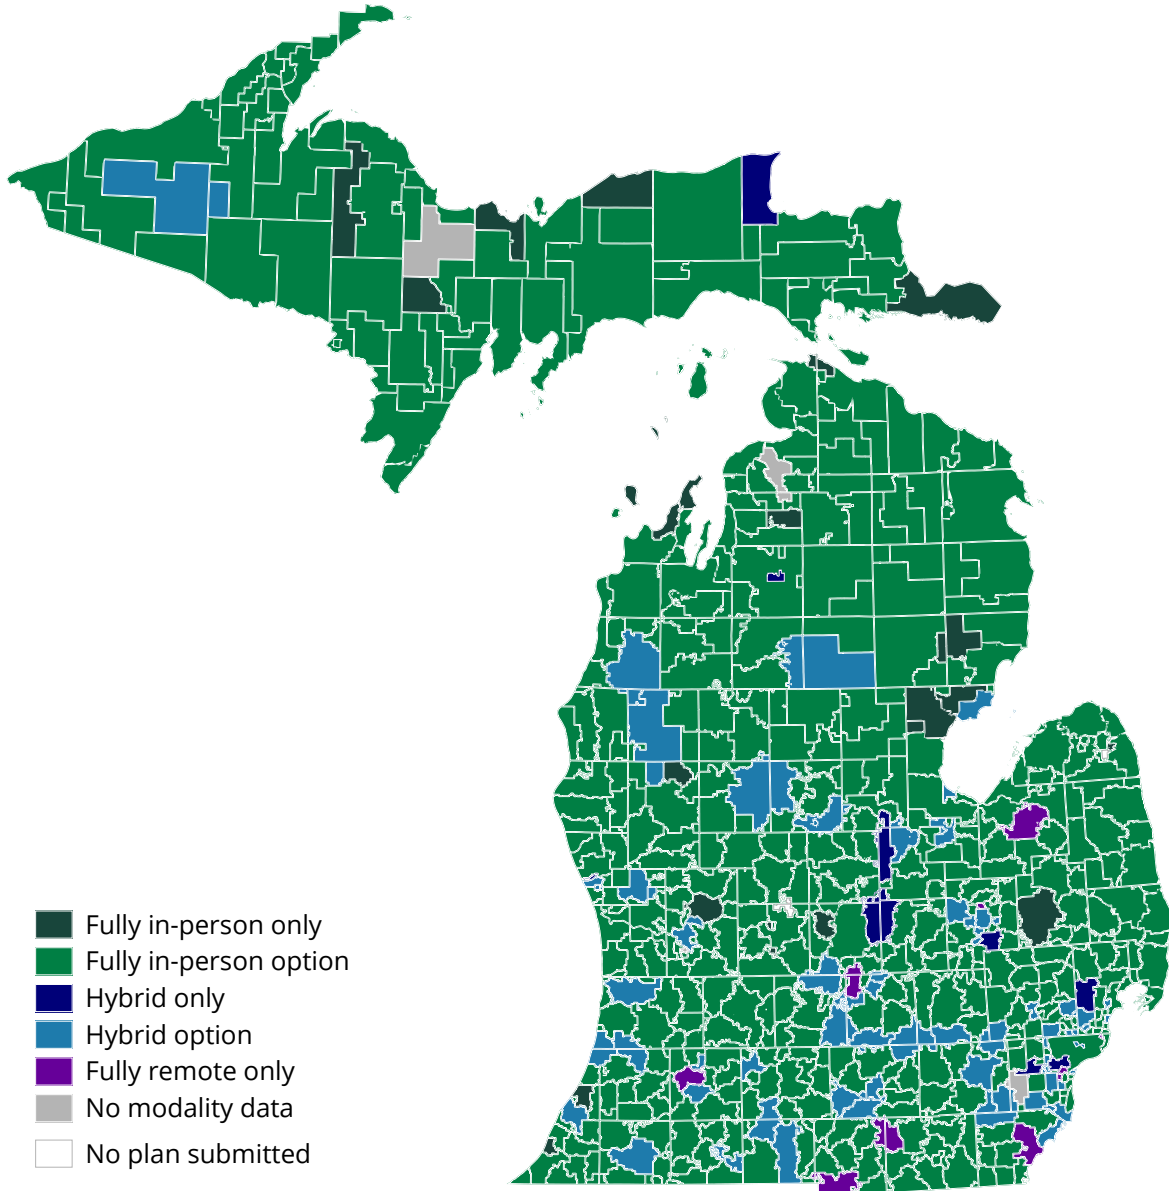 Fully in-person only
Fully in-person option
Hybrid only
Hybrid option
Fully remote only
No modality data
No plan submitted